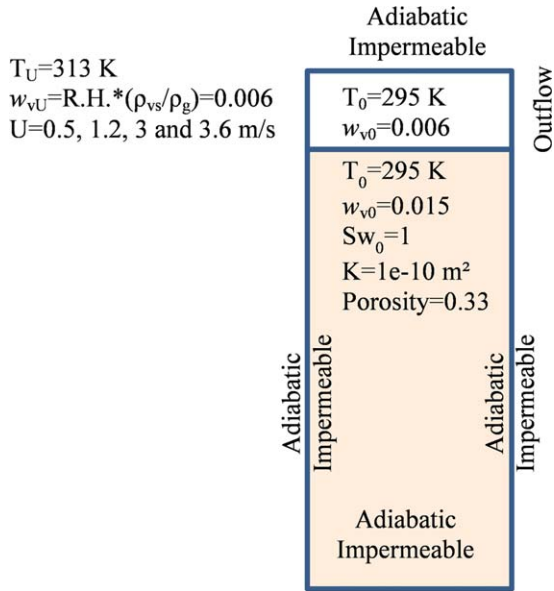 Adiabatic
Impermeable
T_U=313 K
w_vU=R.H.*(ρ_vs/ρ_g)=0.006
U=0.5, 1.2, 3 and 3.6 m/s
T_0=295 K
w_v0=0.006
Outflow
T_0=295 K
w_v0=0.015
Sw_0=1
K=1e-10 m²
Porosity=0.33
Adiabatic
Impermeable
Adiabatic
Impermeable
Adiabatic
Impermeable